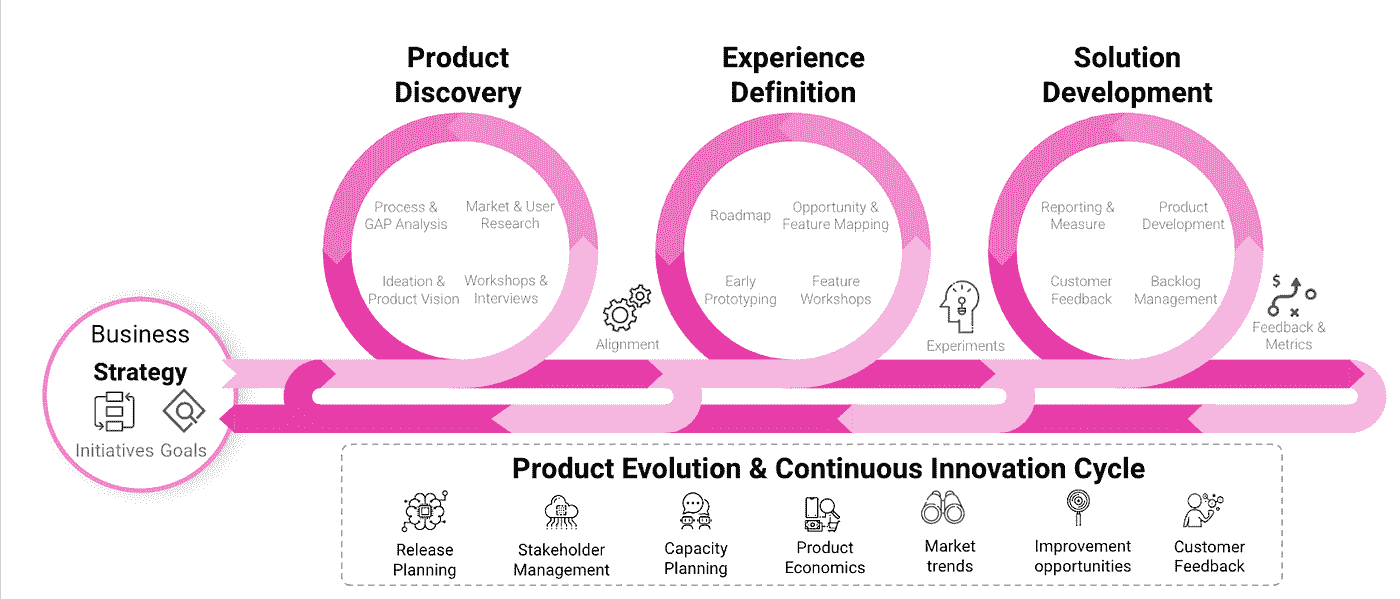 Product
Discovery
Experience
Definition
Solution
Development
Process &
GAP Analysis
Market & User
Research
Ideation &
Product Vision
Workshops &
Interviews
Roadmap
Opportunity &
Feature Mapping
Early
Prototyping
Feature
Workshops
Reporting &
Measure
Product
Development
Customer
Feedback
Backlog
Management
Alignment
Experiments
$
x
Feedback &
Metrics
Business
Strategy
Initiatives Goals
Product Evolution & Continuous Innovation Cycle
Release
Planning
Stakeholder
Management
Capacity
Planning
Product
Economics
Market
trends
Improvement
opportunities
Customer
Feedback